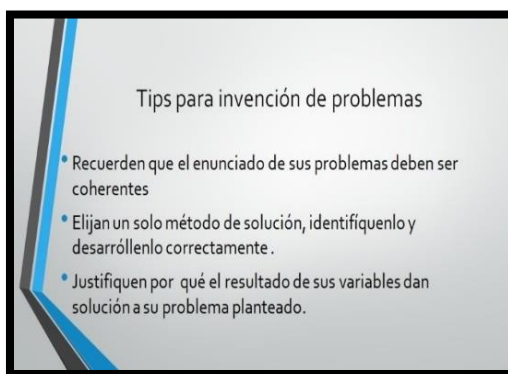 Tips para invención de problemas
Recuerden que el enunciado de sus problemas deben ser
coherentes
Elijan un solo método de solución, identifíquenlo y
desarróllenlo correctamente .
Justifiquen por qué el resultado de sus variables dan
solución a su problema planteado.